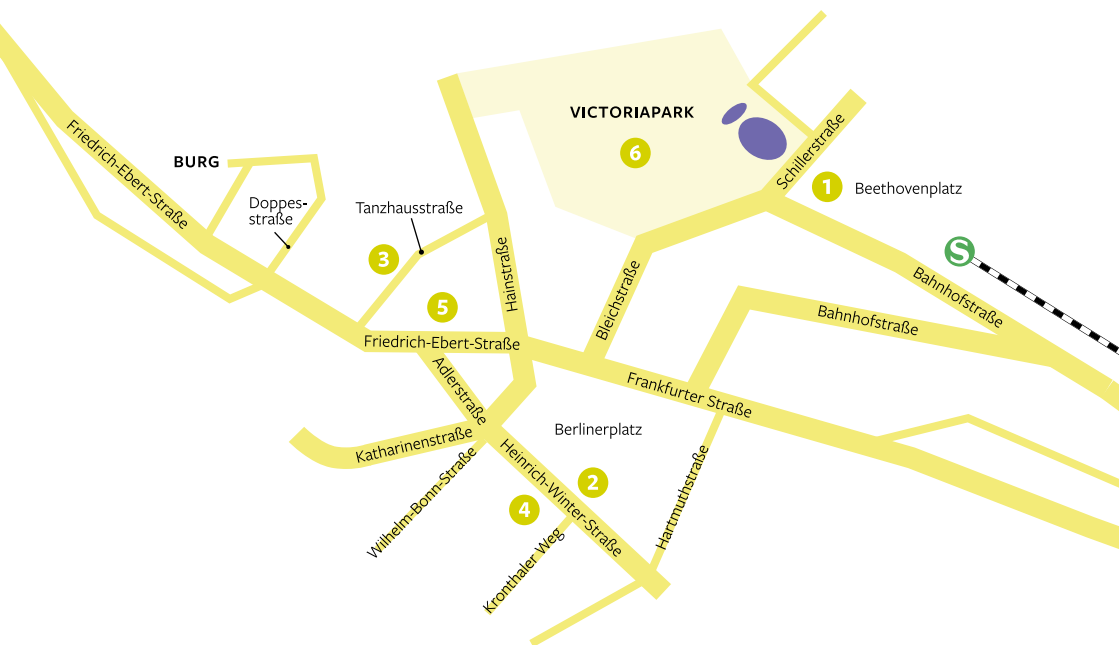 VICTORIAPARK
6
Schillerstraße
1
Beethovenplatz
Friedrich-Ebert-Straße
BURG
Doppes-
straße
Tanzhausstraße
3
5
Hainstraße
Bleichstraße
S
Bahnhofstraße
Bahnhofstraße
Friedrich-Ebert-Straße
Adlerstraße
Frankfurter Straße
Katharinenstraße
Berlinerplatz
Wilhelm-Bonn-Straße
Heinrich-Winter-Straße
2
4
Kronthaler Weg
Hartmuthstraße